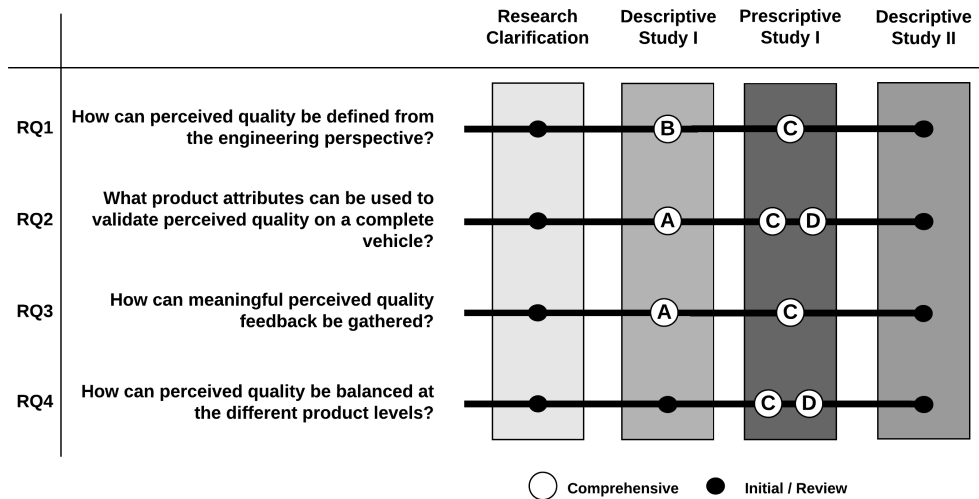 Research
Clarification
Descriptive
Study I
Prescriptive
Study I
Descriptive
Study II
RQ1
How can perceived quality be defined from
the engineering perspective?
B
C
RQ2
What product attributes can be used to
validate perceived quality on a complete
vehicle?
A
C
D
RQ3
How can meaningful perceived quality
feedback be gathered?
A
C
RQ4
How can perceived quality be balanced at
the different product levels?
C
D
Comprehensive
Initial / Review